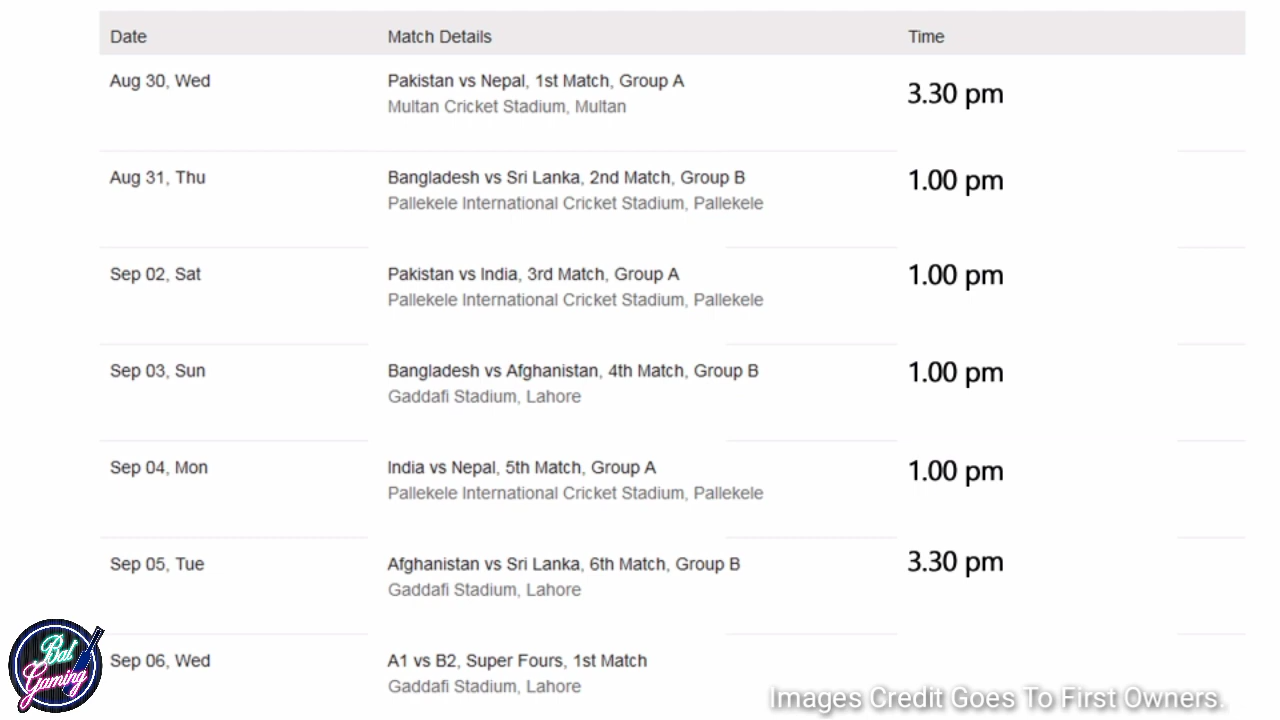 Date Match Details Time
Aug 30, Wed Pakistan vs Nepal, 1st Match, Group A 3.30 pm
Multan Cricket Stadium, Multan
Aug 31, Thu Bangladesh vs Sri Lanka, 2nd Match, Group B 1.00 pm
Pallekele International Cricket Stadium, Pallekele
Sep 02, Sat Pakistan vs India, 3rd Match, Group A 1.00 pm
Pallekele International Cricket Stadium, Pallekele
Sep 03, Sun Bangladesh vs Afghanistan, 4th Match, Group B 1.00 pm
Gaddafi Stadium, Lahore
Sep 04, Mon India vs Nepal, 5th Match, Group A 1.00 pm
Pallekele International Cricket Stadium, Pallekele
Sep 05, Tue Afghanistan vs Sri Lanka, 6th Match, Group B 3.30 pm
Gaddafi Stadium, Lahore
Sep 06, Wed A1 vs B2, Super Fours, 1st Match
Gaddafi Stadium, Lahore
Bat
Gaming
Images Credit Goes To First Owners.